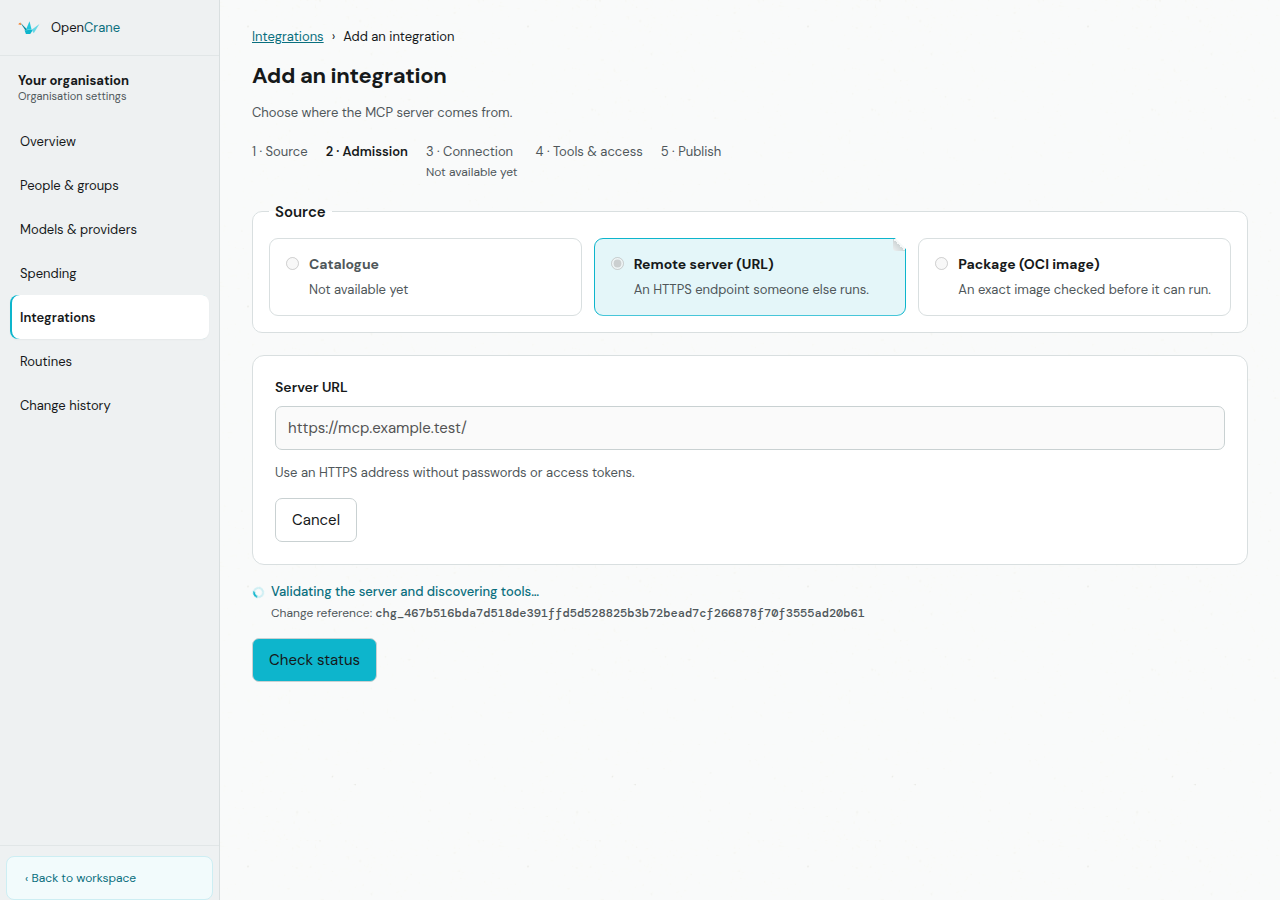 OpenCrane
Your organisation
Organisation settings
Overview
People & groups
Models & providers
Spending
Integrations
Routines
Change history
‹ Back to workspace
Integrations › Add an integration
Add an integration
Choose where the MCP server comes from.
1 · Source 2 · Admission 3 · Connection 4 · Tools & access 5 · Publish
Not available yet
Source
Catalogue
Not available yet
Remote server (URL)
An HTTPS endpoint someone else runs.
Package (OCI image)
An exact image checked before it can run.
Server URL
https://mcp.example.test/
Use an HTTPS address without passwords or access tokens.
Cancel
Validating the server and discovering tools…
Change reference: chg_467b516bda7d518de391ffd5d528825b3b72bead7cf266878f70f3555ad20b61
Check status